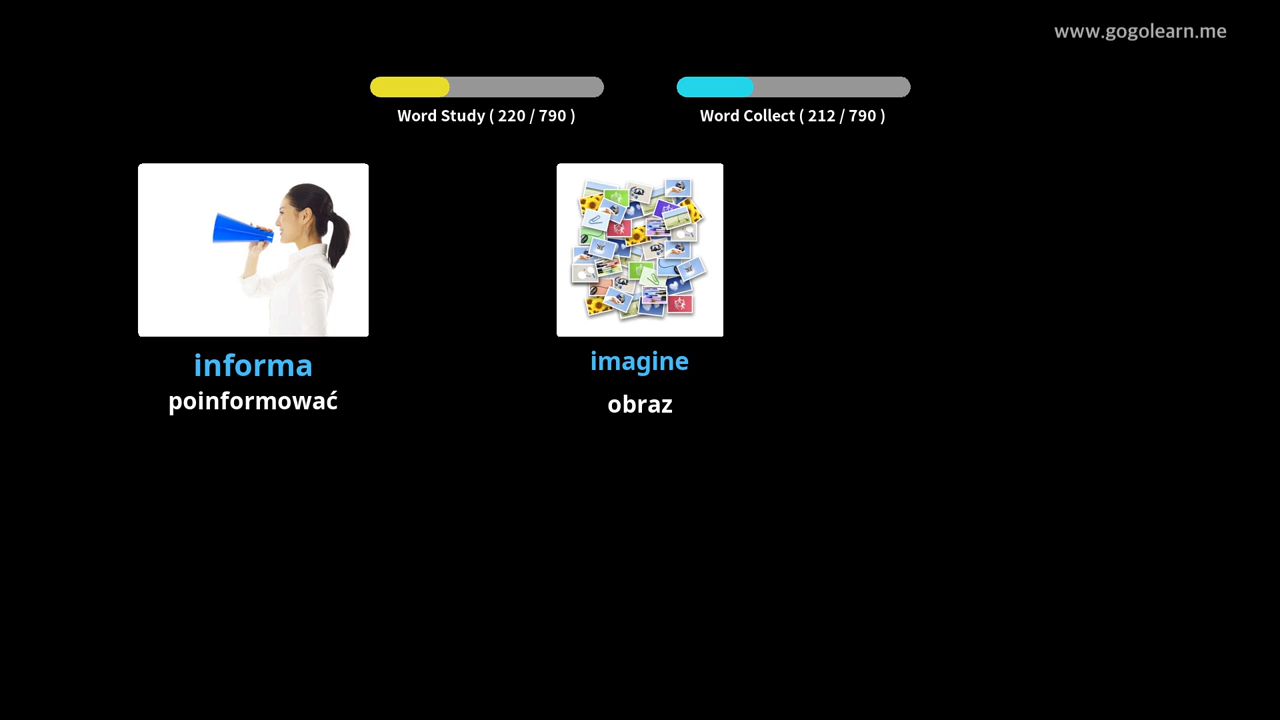 www.gogolearn.me
Word Study ( 220 / 790 )
Word Collect ( 212 / 790 )
informa
poinformować
imagine
obraz